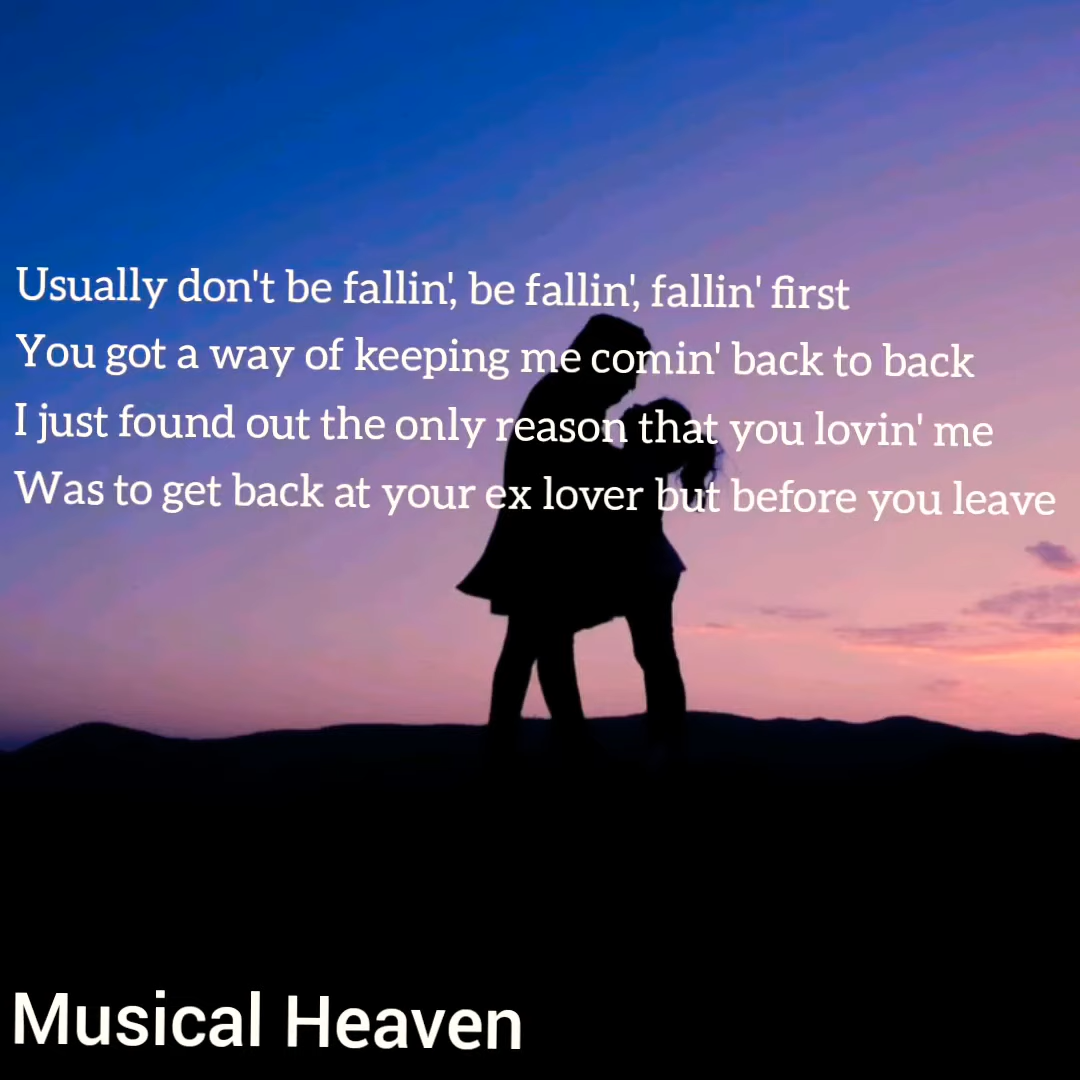 Usually don't be fallin', be fallin', fallin' first
You got a way of keeping me comin' back to back
I just found out the only reason that you lovin' me
Was to get back at your ex lover but before you leave
Musical Heaven